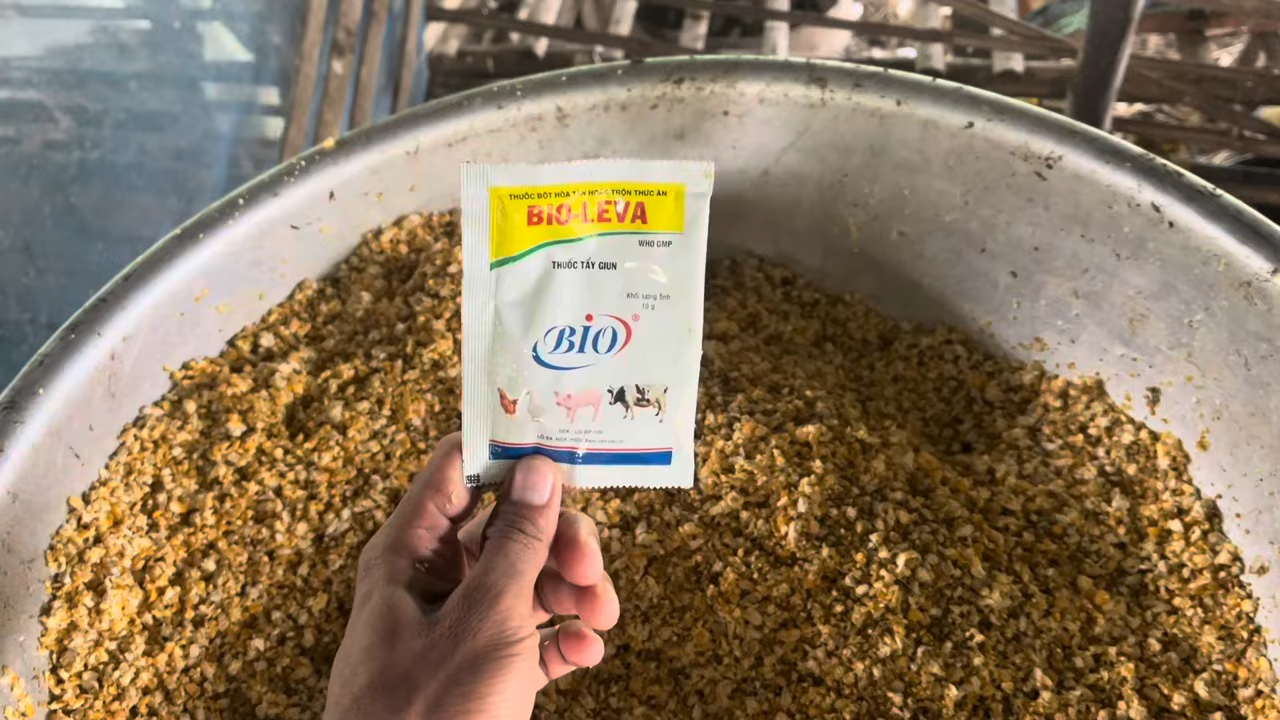 THUỐC BỘT HÒA TAN HOẶC TRỘN THỨC ĂN
BIO-LEVA
WHO GMP
THUỐC TẨY GIUN
Khối lượng tịnh
10 g
BIO®